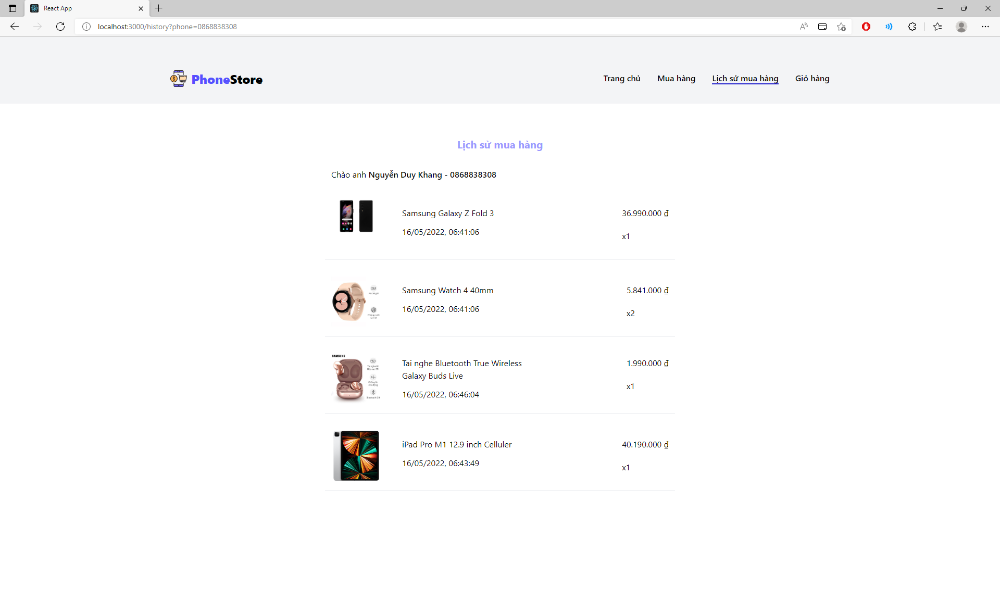 React App
localhost:3000/history?phone=0868838308
PhoneStore
Trang chủ
Mua hàng
Lịch sử mua hàng
Giỏ hàng
Lịch sử mua hàng
Chào anh Nguyễn Duy Khang - 0868838308
Samsung Galaxy Z Fold 3
36.990.000 ₫
16/05/2022, 06:41:06
x1
Samsung Watch 4 40mm
5.841.000 ₫
16/05/2022, 06:41:06
x2
SAMSUNG
Tai nghe Bluetooth True Wireless
Galaxy Buds Live
1.990.000 ₫
16/05/2022, 06:46:04
x1
iPad Pro M1 12.9 inch Celluler
40.190.000 ₫
16/05/2022, 06:43:49
x1